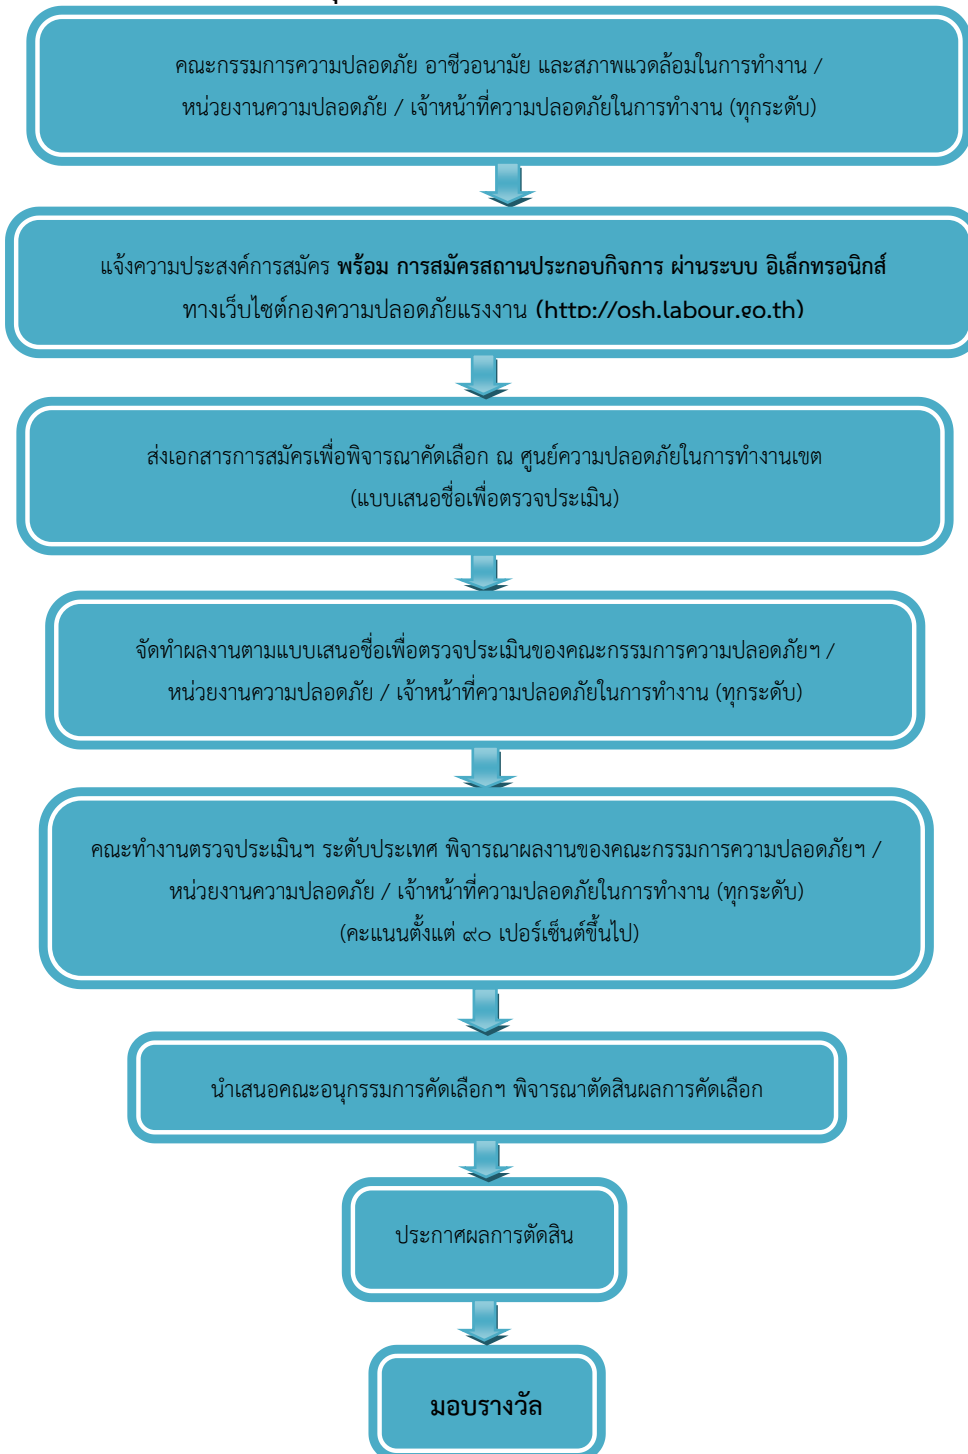 คณะกรรมการความปลอดภัย อาชีวอนามัย และสภาพแวดล้อมในการทำงาน /
หน่วยงานความปลอดภัย / เจ้าหน้าที่ความปลอดภัยในการทำงาน (ทุกระดับ)
แจ้งความประสงค์การสมัคร พร้อม การสมัครสถานประกอบกิจการ ผ่านระบบ อิเล็กทรอนิกส์
ทางเว็บไซต์กองความปลอดภัยแรงงาน (http://osh.labour.go.th)
ส่งเอกสารการสมัครเพื่อพิจารณาคัดเลือก ณ ศูนย์ความปลอดภัยในการทำงานเขต
(แบบเสนอชื่อเพื่อตรวจประเมิน)
จัดทำผลงานตามแบบเสนอชื่อเพื่อตรวจประเมินของคณะกรรมการความปลอดภัยฯ /
หน่วยงานความปลอดภัย / เจ้าหน้าที่ความปลอดภัยในการทำงาน (ทุกระดับ)
คณะทำงานตรวจประเมินฯ ระดับประเทศ พิจารณาผลงานของคณะกรรมการความปลอดภัยฯ /
หน่วยงานความปลอดภัย / เจ้าหน้าที่ความปลอดภัยในการทำงาน (ทุกระดับ)
(คะแนนตั้งแต่ ๙๐ เปอร์เซ็นต์ขึ้นไป)
นำเสนอคณะอนุกรรมการคัดเลือกฯ พิจารณาตัดสินผลการคัดเลือก
ประกาศผลการตัดสิน
มอบรางวัล